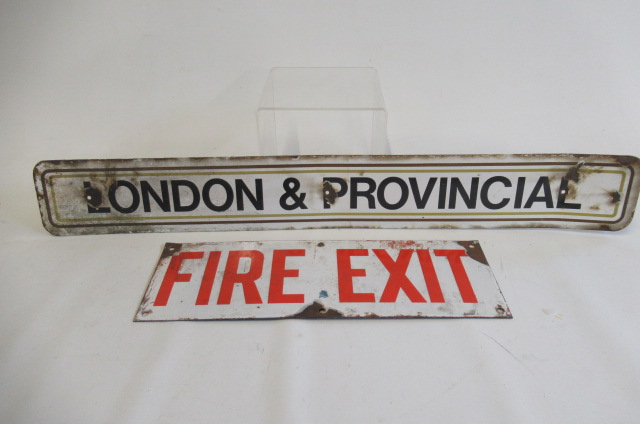 LONDON & PROVINCIAL
FIRE EXIT